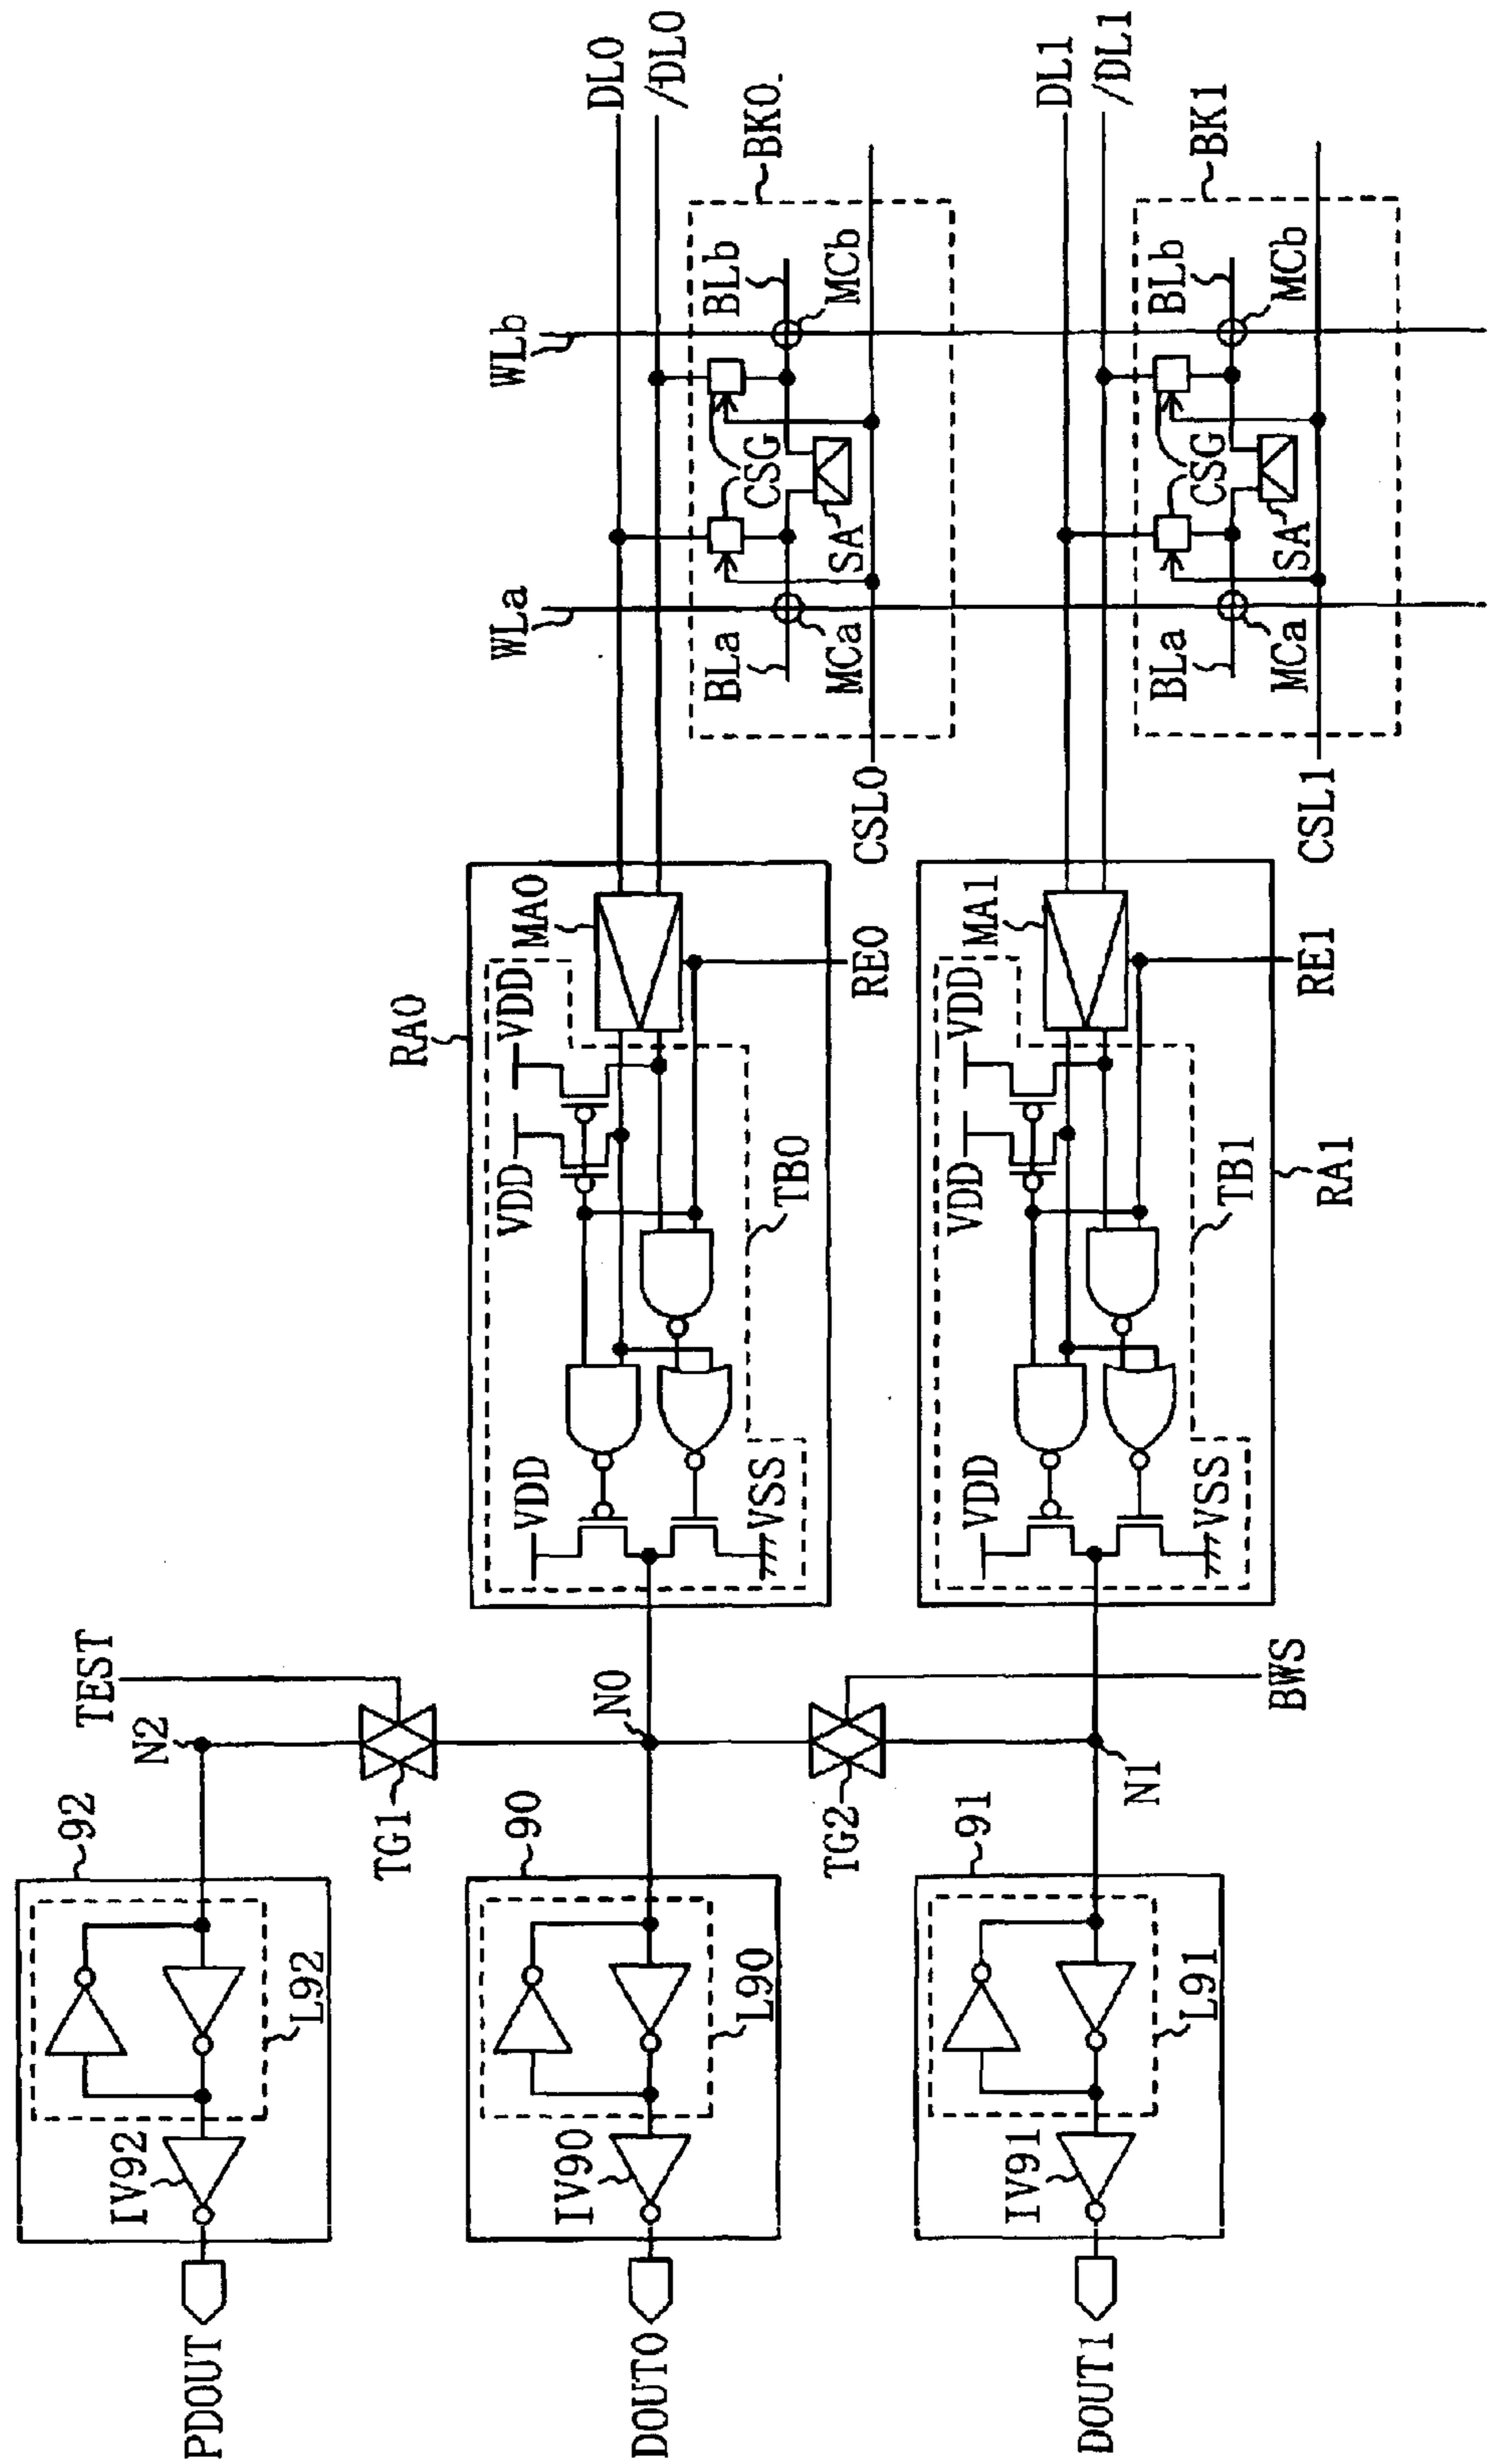 PDOUT
IV92
L92
92
N2
TEST
TG1
DOUT0
IV90
L90
90
N0
TG2
BWS
DOUT1
IV91
L91
91
N1
RA0
VDD
VDD
VDD
VSS
TB0
MA0
RE0
VDD
VDD
VDD
VSS
TB1
MA1
RE1
RA1
WLa
WLb
DL0
/DL0
BK0
BLa
BLb
MCa
MCb
CSG
SA
CSL0
DL1
/DL1
BK1
BLa
BLb
MCa
MCb
CSG
SA
CSL1